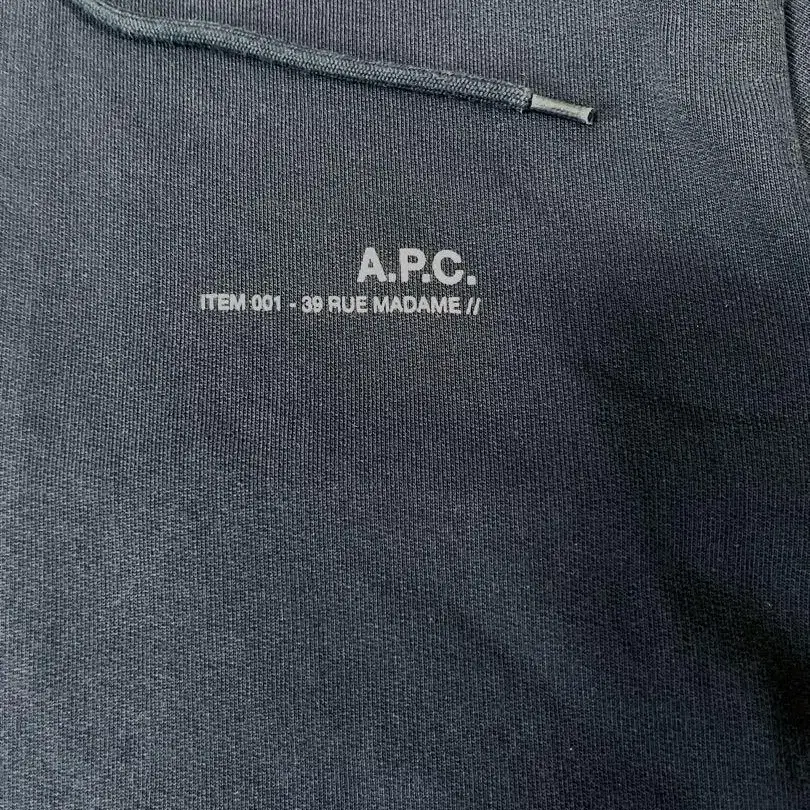 A.P.C.
ITEM 001 - 39 RUE MADAME //